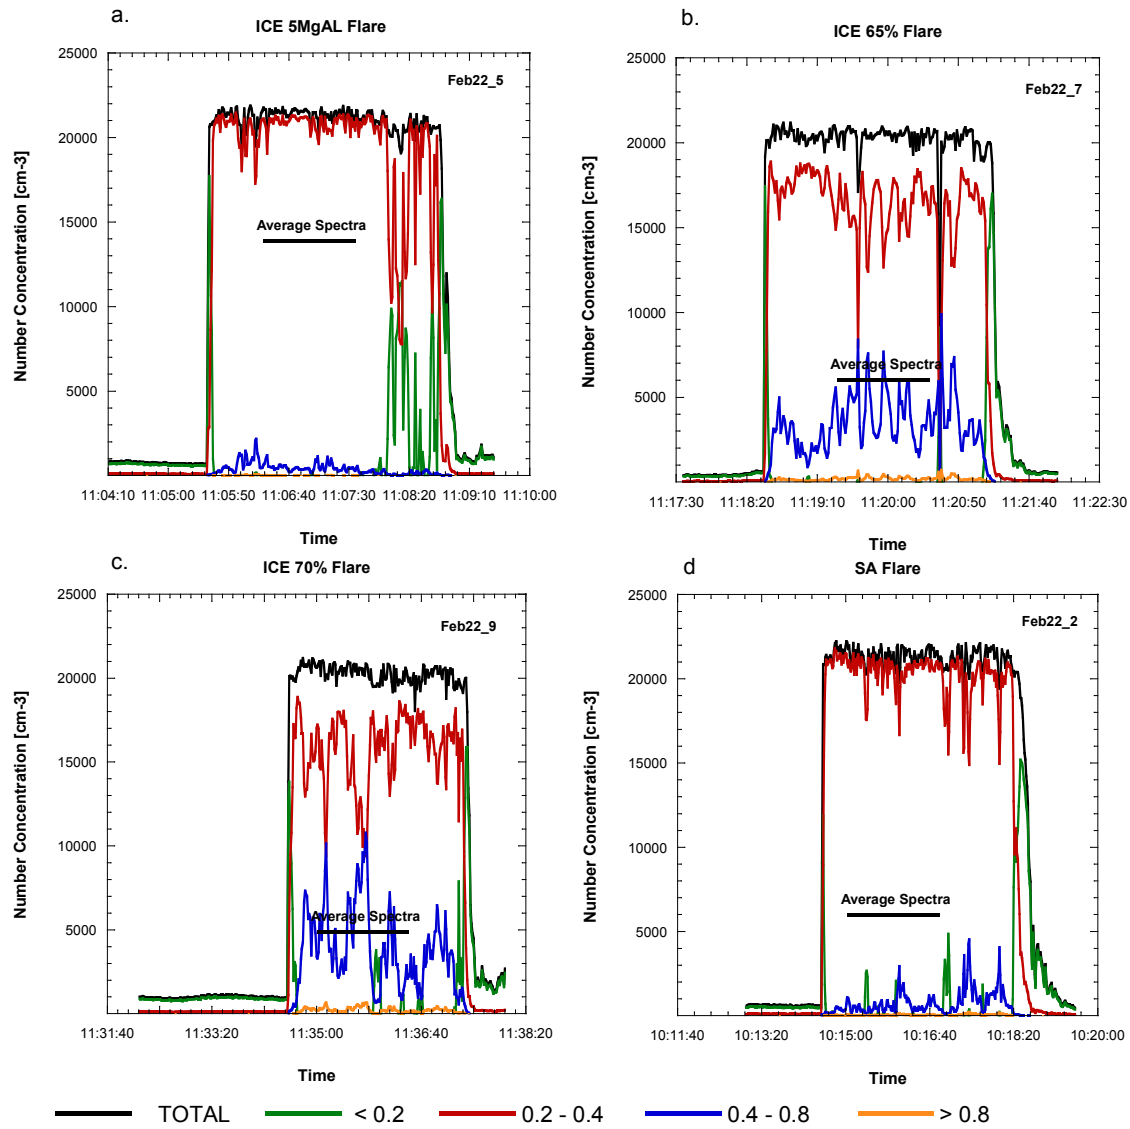 a.
ICE 5MgAL Flare
Feb22_5
Number Concentration [cm-3]
25000
20000
15000
10000
5000
Average Spectra
11:04:10 11:05:00 11:05:50 11:06:40 11:07:30 11:08:20 11:09:10 11:10:00
Time
b.
ICE 65% Flare
Feb22_7
Number Concentration [cm-3]
25000
20000
15000
10000
5000
Average Spectra
11:17:30 11:18:20 11:19:10 11:20:00 11:20:50 11:21:40 11:22:30
Time
c.
ICE 70% Flare
Feb22_9
Number Concentration [cm-3]
25000
20000
15000
10000
5000
Average Spectra
11:31:40 11:33:20 11:35:00 11:36:40 11:38:20
Time
d
SA Flare
Feb22_2
Number Concentration [cm-3]
25000
20000
15000
10000
5000
Average Spectra
10:11:40 10:13:20 10:15:00 10:16:40 10:18:20 10:20:00
Time
TOTAL < 0.2 0.2 - 0.4 0.4 - 0.8 > 0.8